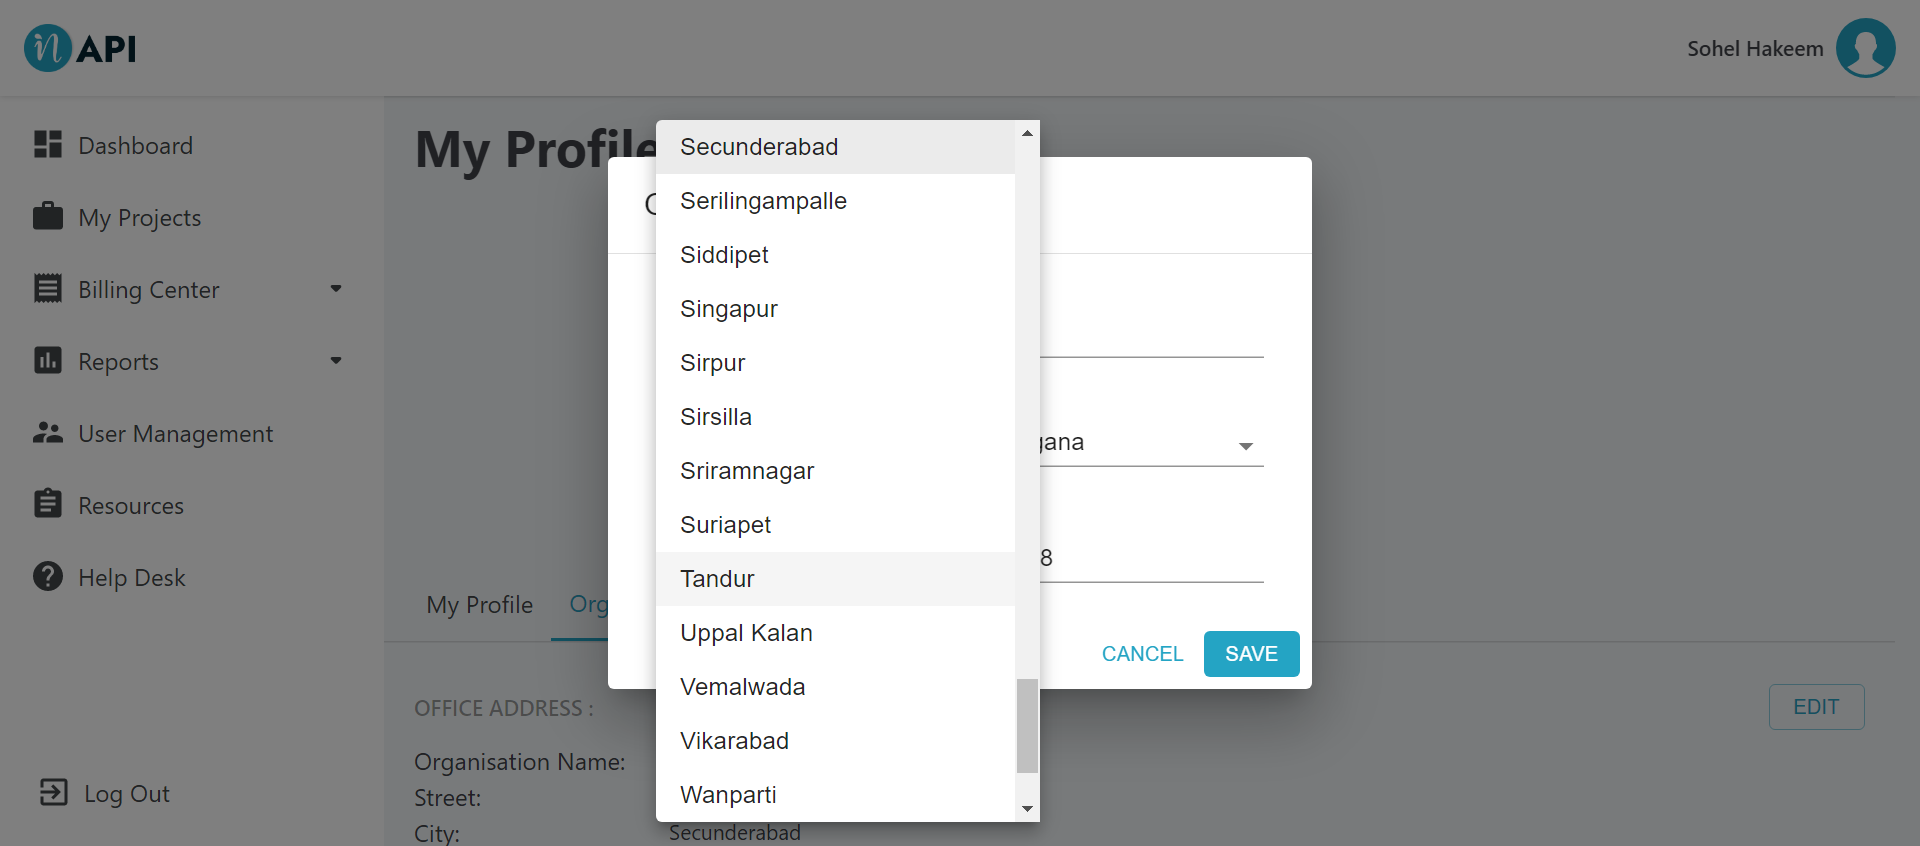 API
Sohel Hakeem
Dashboard
My Projects
Billing Center
Reports
User Management
Resources
Help Desk
Log Out
My Profile
Secunderabad
Serilingampalle
Siddipet
Singapur
Sirpur
Sirsilla
Sriramnagar
Suriapet
Tandur
Uppal Kalan
Vemalwada
Vikarabad
Wanparti
gana
8
CANCEL
SAVE
My Profile
Org
OFFICE ADDRESS :
EDIT
Organisation Name:
Street:
City:
Secunderabad